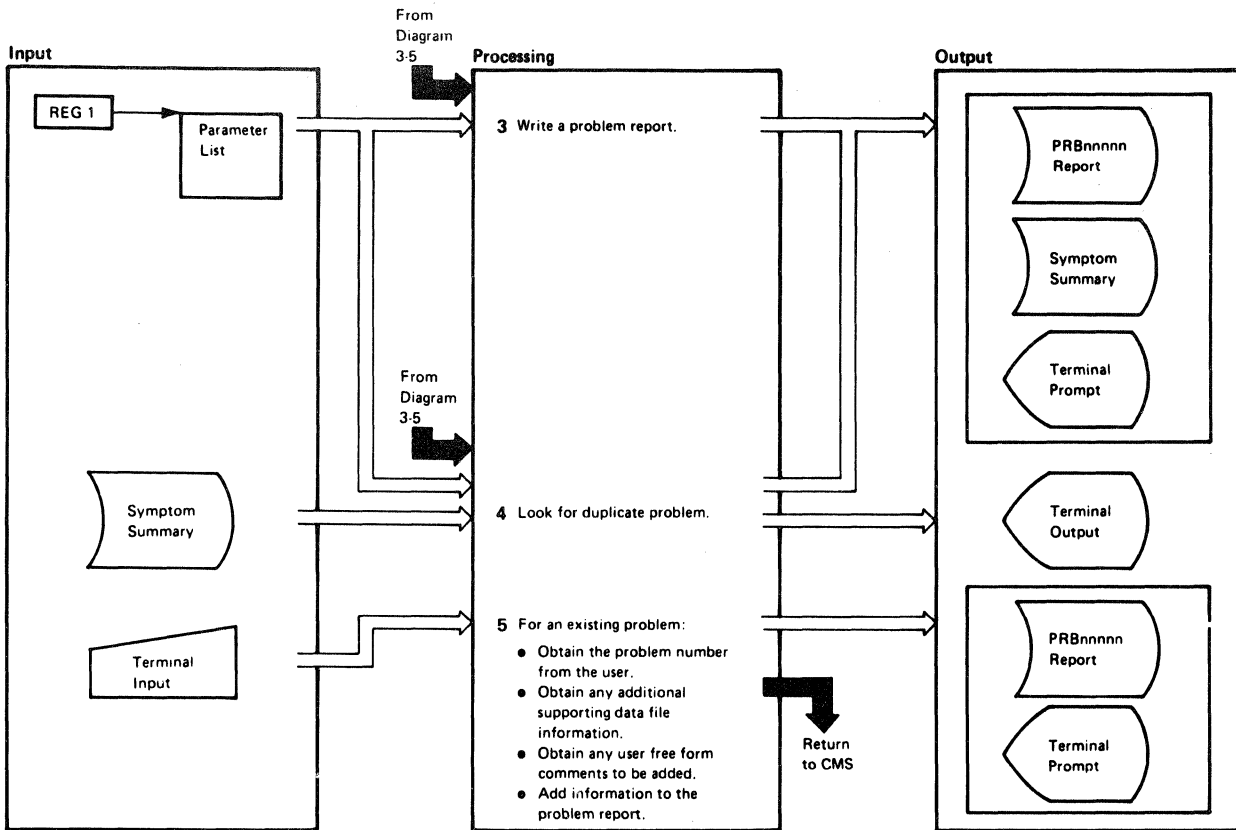 From
Diagram
3-5
Input
Processing
Output
REG 1
Parameter
List
3 Write a problem report.
PRBnnnnn
Report
Symptom
Summary
Terminal
Prompt
From
Diagram
3-5
Symptom
Summary
4 Look for duplicate problem.
Terminal
Output
Terminal
Input
5 For an existing problem:
● Obtain the problem number
from the user.
● Obtain any additional
supporting data file
information.
● Obtain any user free form
comments to be added.
● Add information to the
problem report.
Return
to CMS
PRBnnnnn
Report
Terminal
Prompt